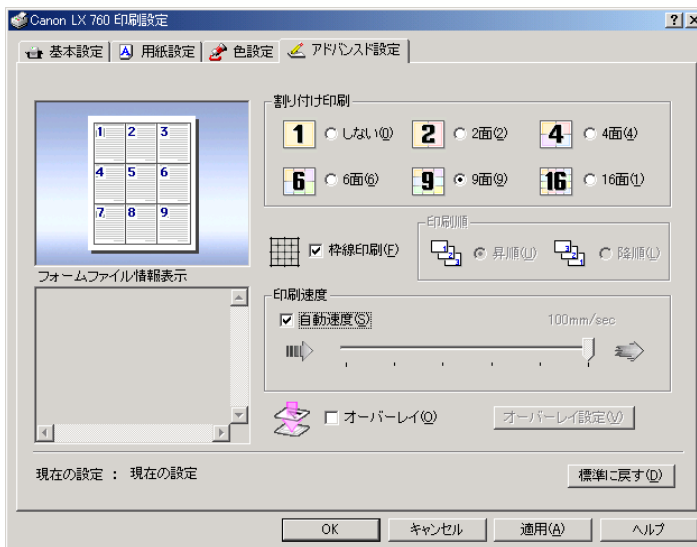 Canon LX 760 印刷設定
基本設定 用紙設定 色設定 アドバンスド設定
割り付け印刷
1 しない(0) 2 2面(2) 4 4面(4)
6 6面(6) 9 9面(9) 16 16面(1)
1 2 3
4 5 6
7 8 9
枠線印刷(F)
印刷順
1 2 3 昇順(U) 3 2 1 降順(L)
フォームファイル情報表示
印刷速度
自動速度(S) 100mm/sec
オーバーレイ(O) オーバーレイ設定(V)
現在の設定 : 現在の設定
標準に戻す(D)
OK キャンセル 適用(A) ヘルプ